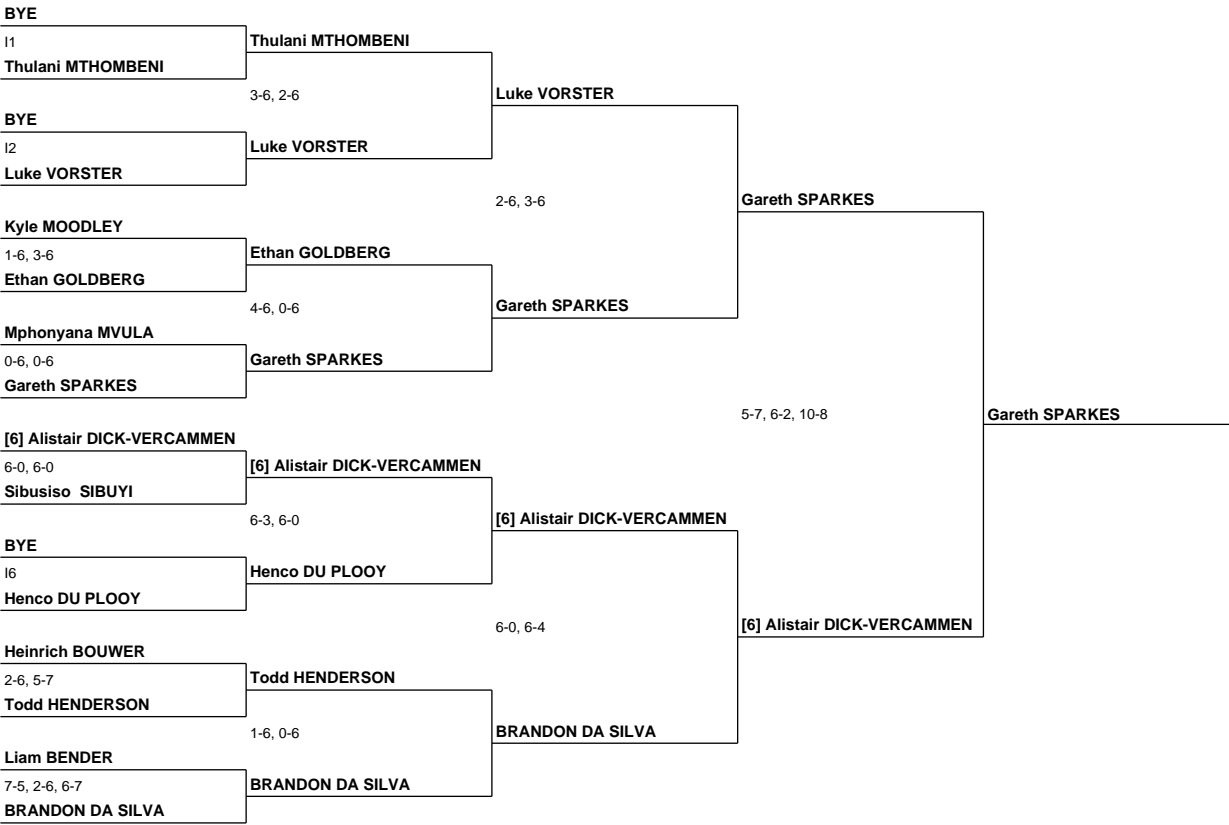 BYE
I1
Thulani MTHOMBENI
BYE
I2
Luke VORSTER
Kyle MOODLEY
1-6, 3-6
Ethan GOLDBERG
Mphonyana MVULA
0-6, 0-6
Gareth SPARKES
[6] Alistair DICK-VERCAMMEN
6-0, 6-0
Sibusiso SIBUYI
BYE
I6
Henco DU PLOOY
Heinrich BOUWER
2-6, 5-7
Todd HENDERSON
Liam BENDER
7-5, 2-6, 6-7
BRANDON DA SILVA
Thulani MTHOMBENI
3-6, 2-6
Luke VORSTER
Ethan GOLDBERG
4-6, 0-6
Gareth SPARKES
[6] Alistair DICK-VERCAMMEN
6-3, 6-0
Henco DU PLOOY
Todd HENDERSON
1-6, 0-6
BRANDON DA SILVA
Luke VORSTER
2-6, 3-6
Gareth SPARKES
[6] Alistair DICK-VERCAMMEN
6-0, 6-4
BRANDON DA SILVA
Gareth SPARKES
5-7, 6-2, 10-8
[6] Alistair DICK-VERCAMMEN
Gareth SPARKES